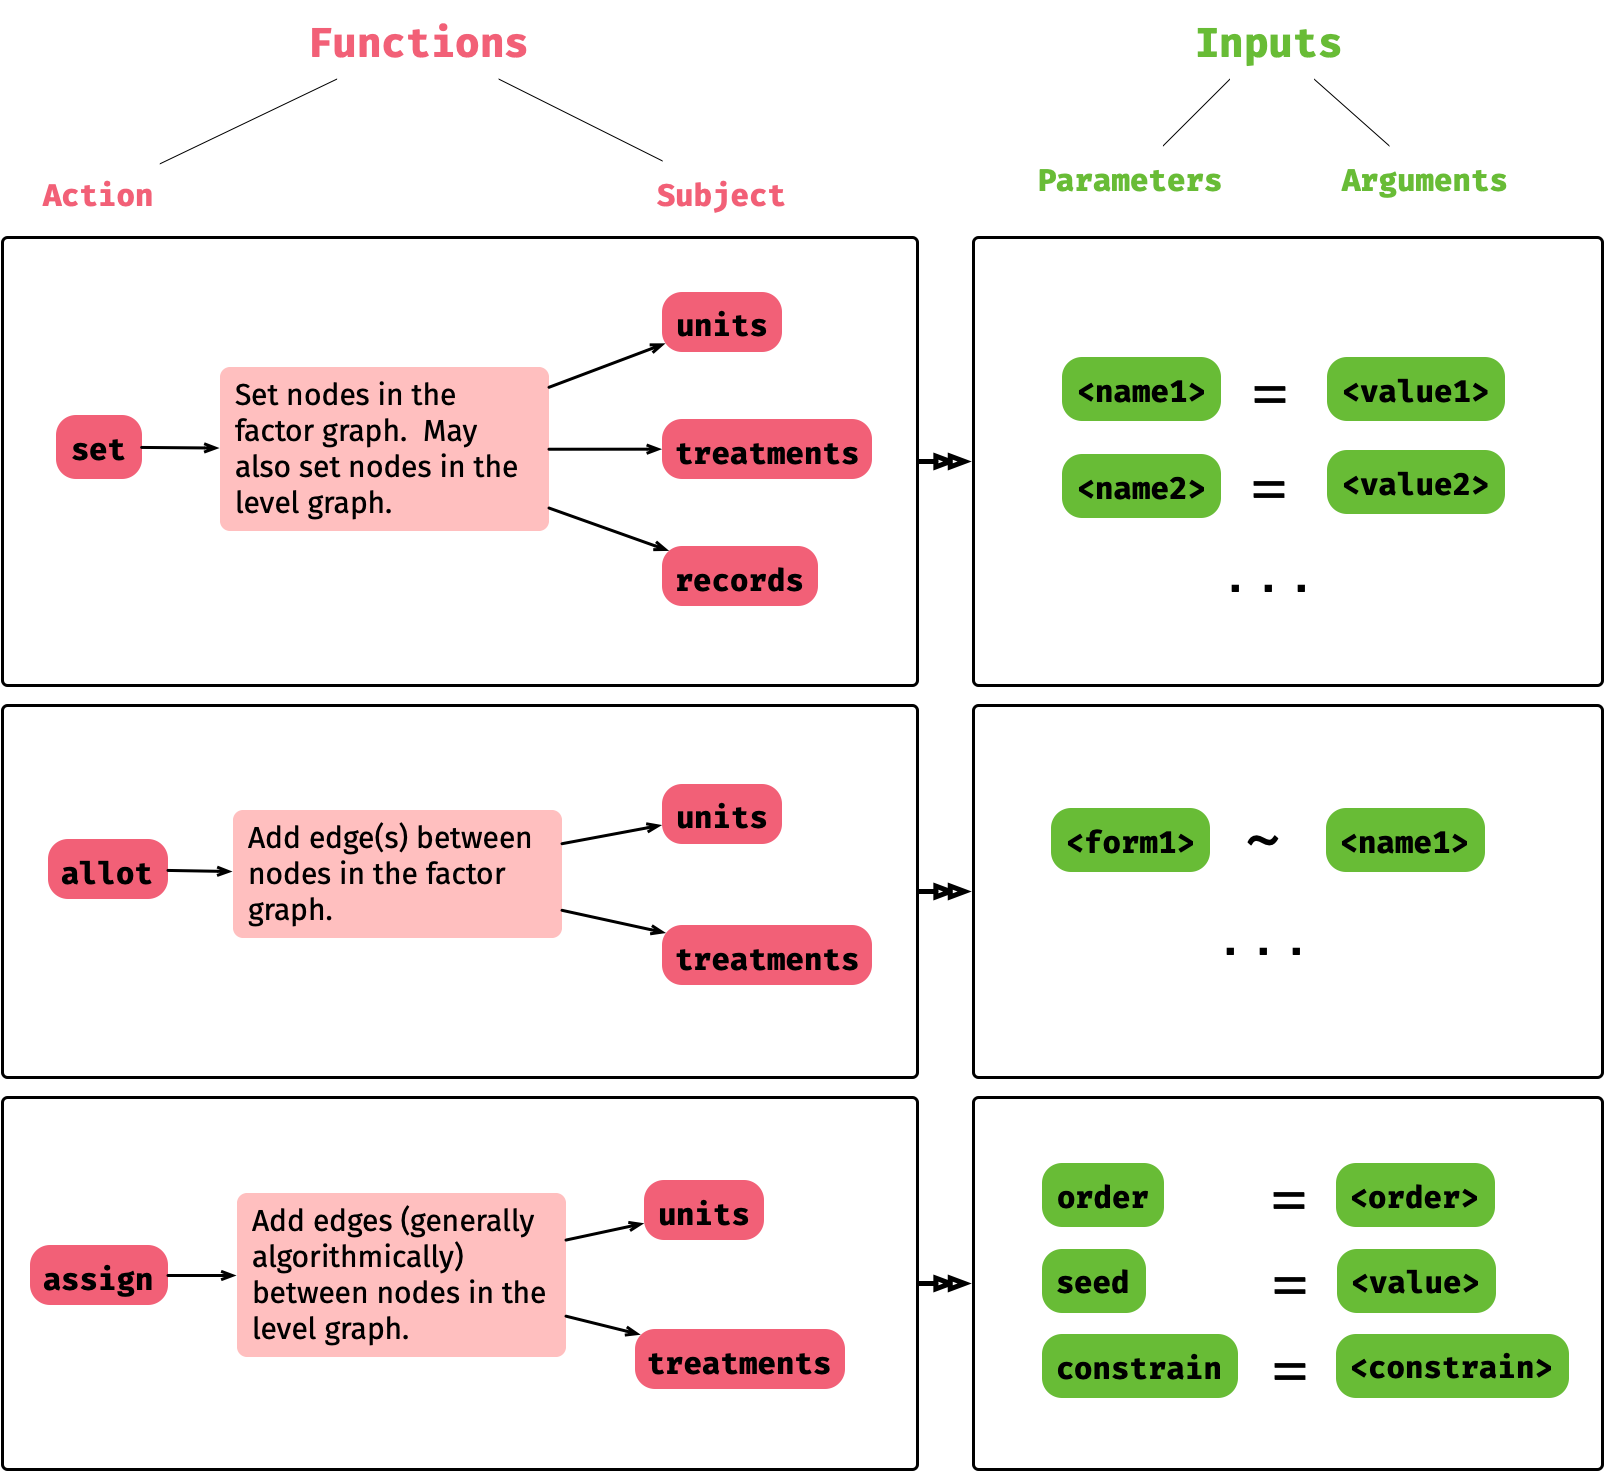 Functions
Inputs
Action
Subject
Parameters
Arguments
set
Set nodes in the
factor graph.  May
also set nodes in the
level graph.
units
treatments
records
<name1> = <value1>
<name2> = <value2>
...
allot
Add edge(s) between
nodes in the factor
graph.
units
treatments
<form1> ~ <name1>
...
assign
Add edges (generally
algorithmically)
between nodes in the
level graph.
units
treatments
order = <order>
seed = <value>
constrain = <constrain>